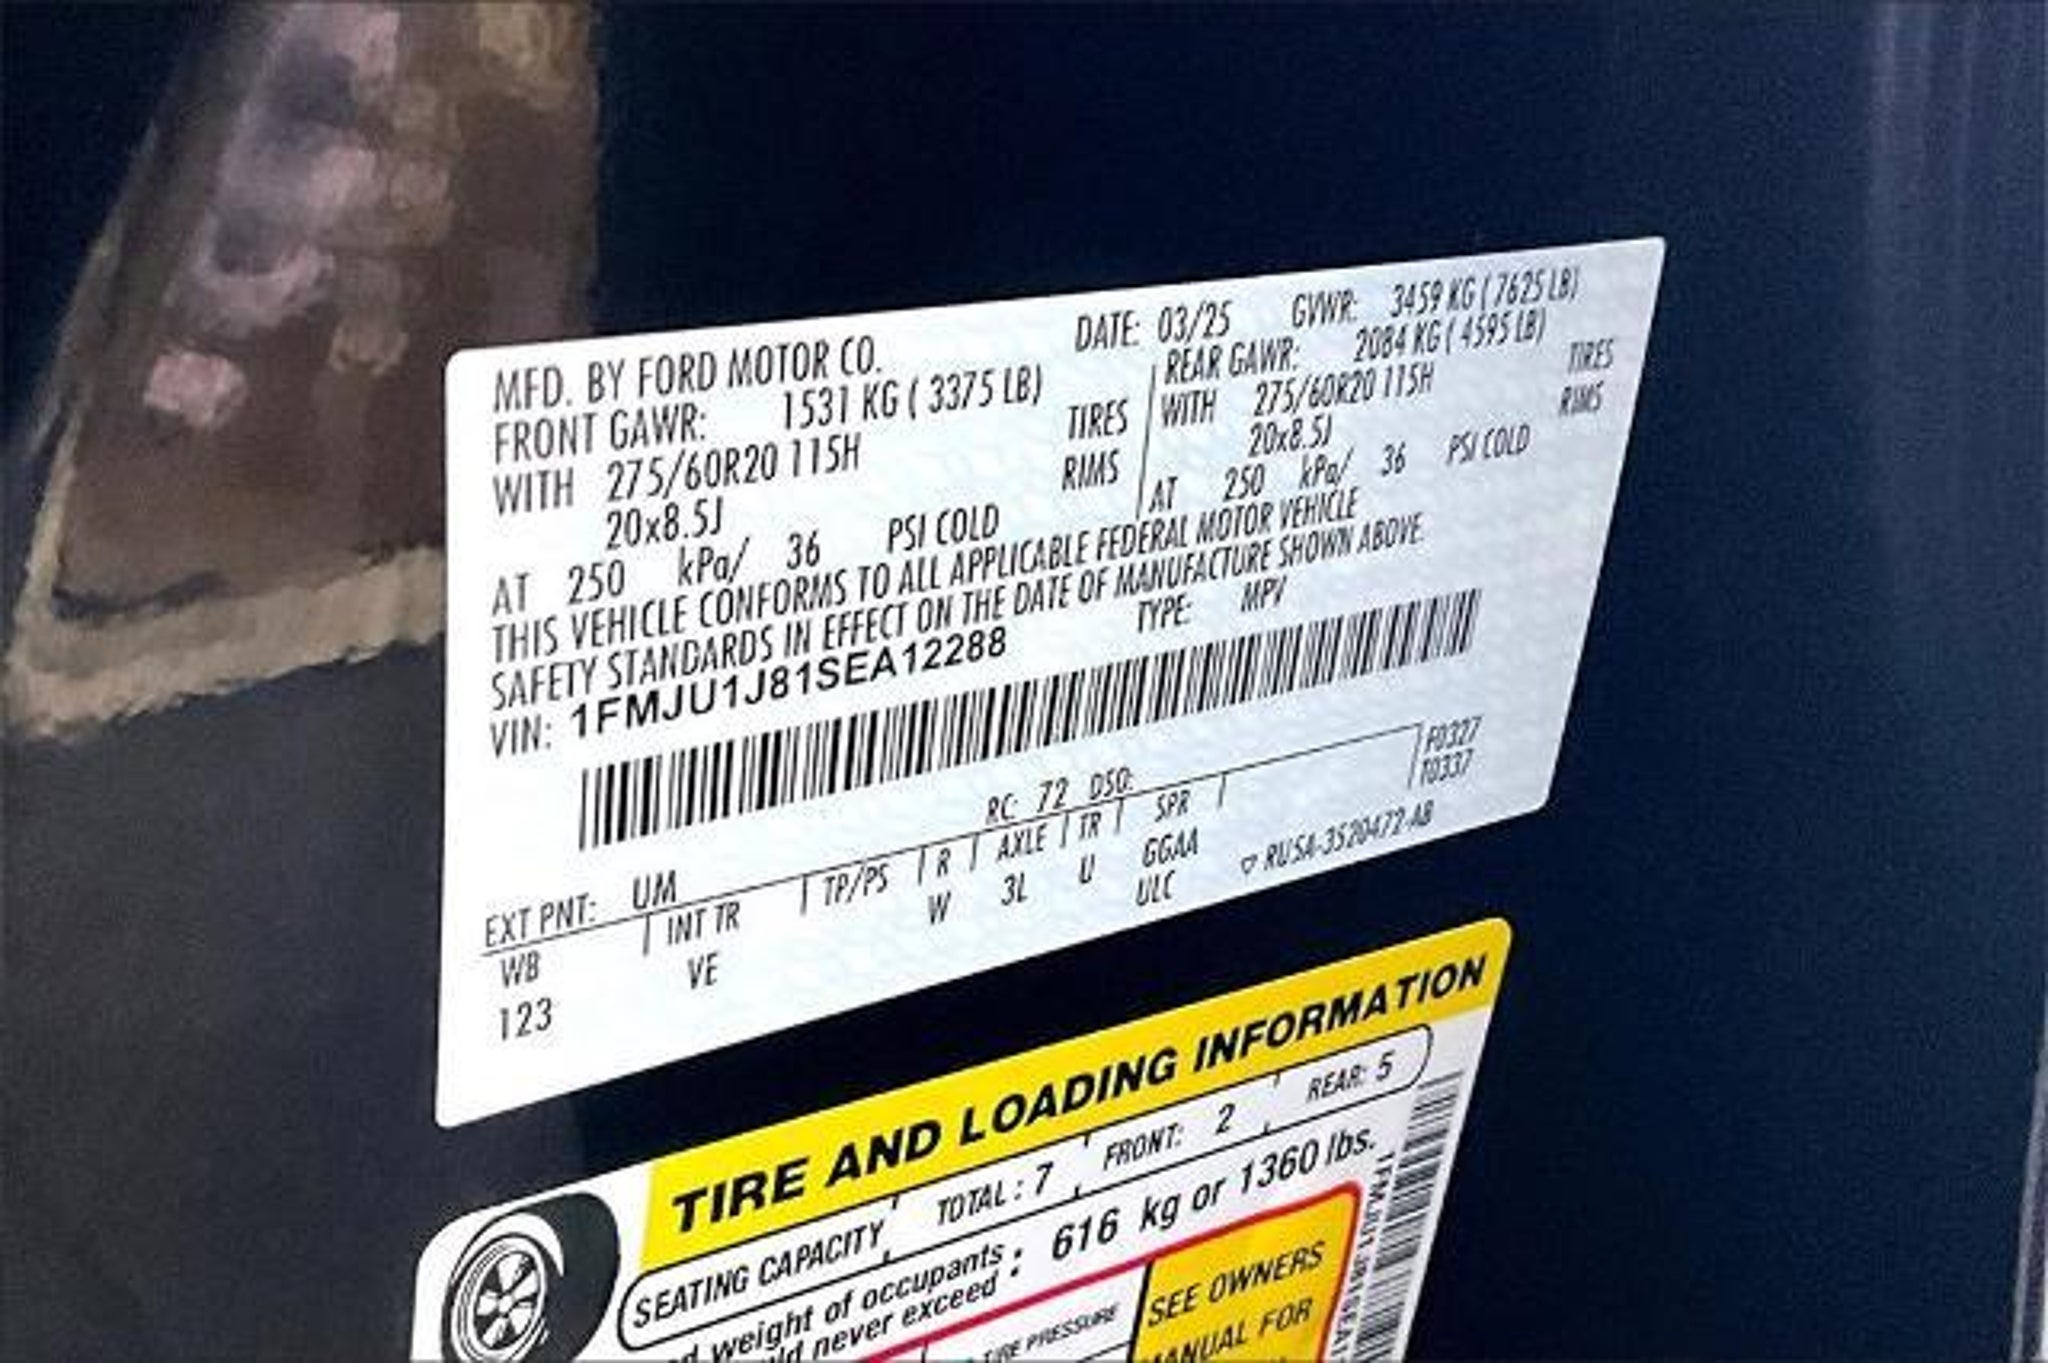 MFD. BY FORD MOTOR CO. DATE: 03/25 GVWR: 3459 KG ( 7625 LB)
FRONT GAWR: 1531 KG ( 3375 LB) REAR GAWR: 2084 KG ( 4595 LB)
WITH 275/60R20 115H TIRES WITH 275/60R20 115H TIRES
20x8.5J RIMS 20x8.5J RIMS
AT 250 kPa/ 36 PSI COLD AT 250 kPa/ 36 PSI COLD
THIS VEHICLE CONFORMS TO ALL APPLICABLE FEDERAL MOTOR VEHICLE
SAFETY STANDARDS IN EFFECT ON THE DATE OF MANUFACTURE SHOWN ABOVE.
VIN: 1FMJU1J81SEA12288 TYPE: MPV
F0327
T0337
EXT PNT: UM RC: 72 DSO:
WB INT TR TP/PS R AXLE TR SPR
123 VE W 3L U GGAA
ULC
RU5A-3520472-AB
TIRE AND LOADING INFORMATION
SEATING CAPACITY TOTAL : 7 FRONT: 2 REAR: 5
weight of occupants
never exceed : 616 kg or 1360 lbs.
TIRE PRESSURE
SEE OWNERS
MANUAL FOR